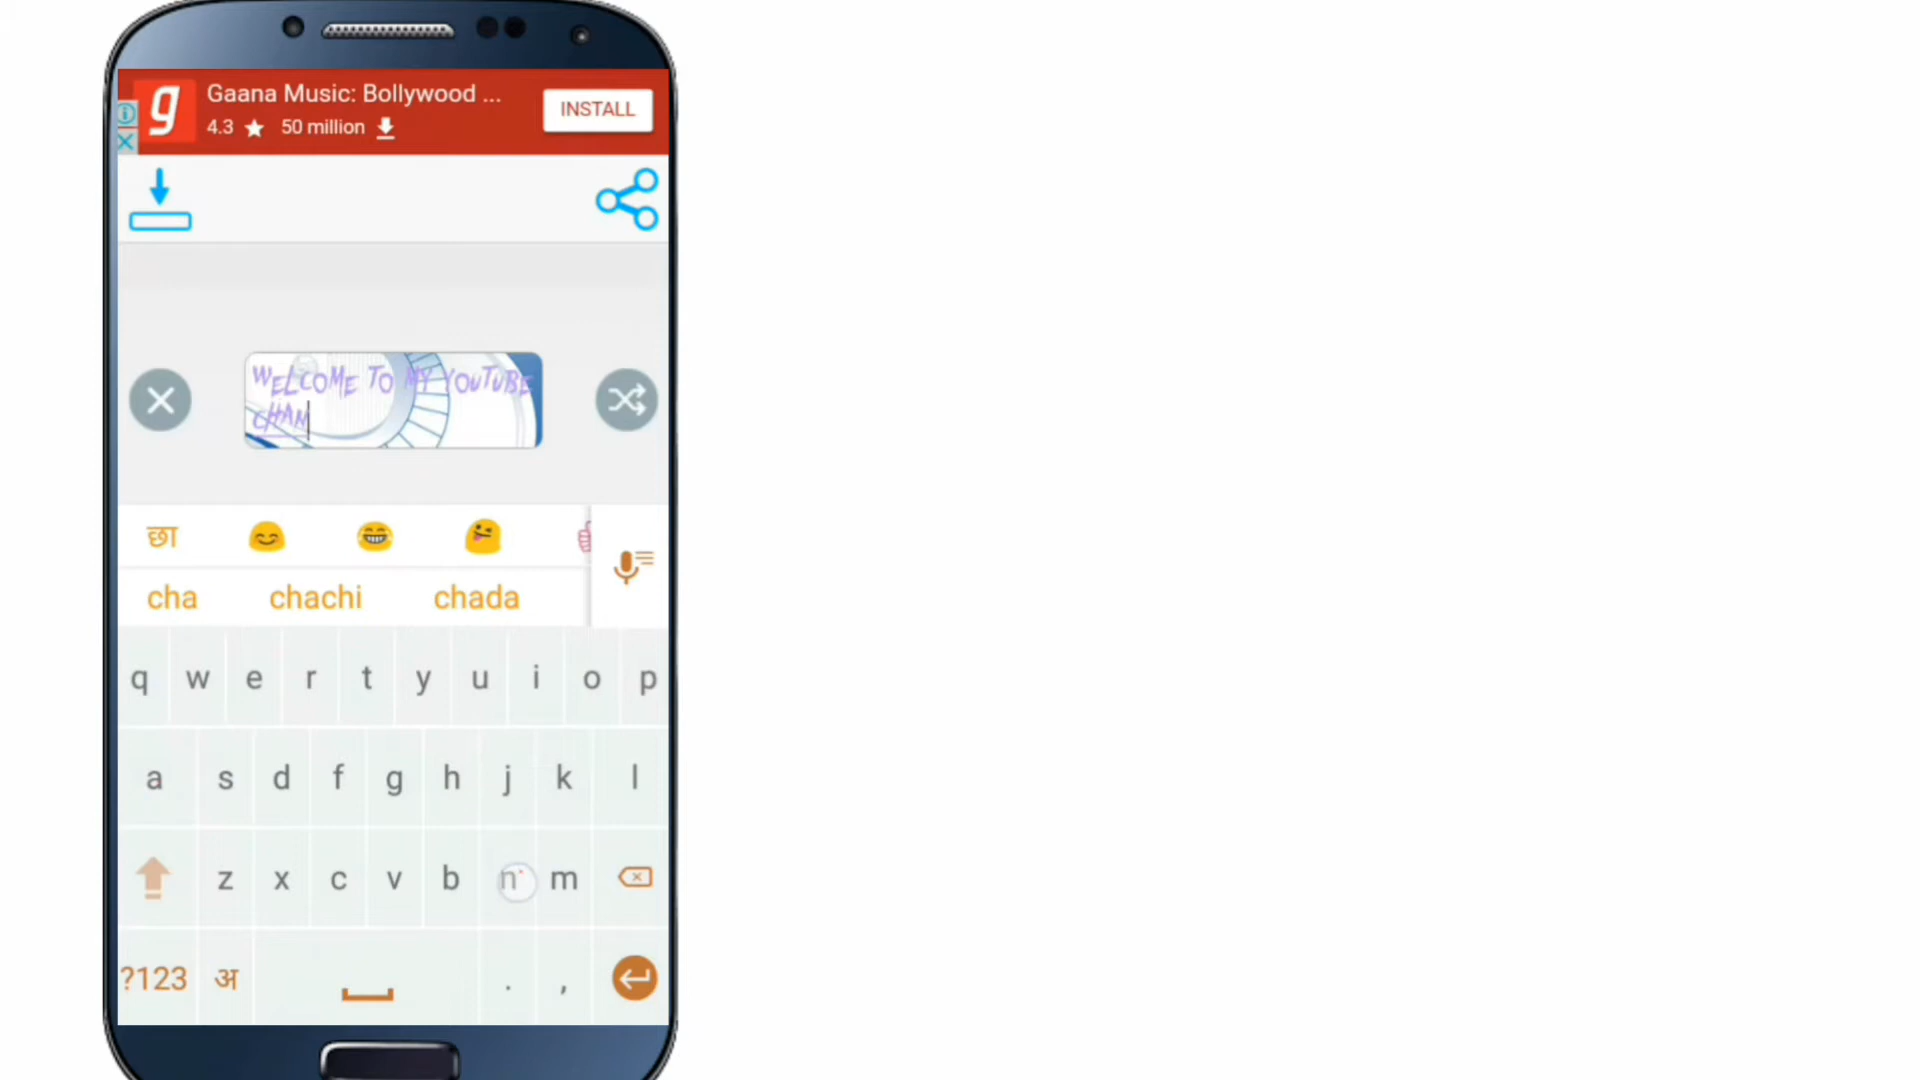 g
Gaana Music: Bollywood ...
4.3 50 million
INSTALL
WELCOME TO MY YOUTUBE
CHAN
छा
cha chachi chada
q w e r t y u i o p
a s d f g h j k l
z x c v b n m
?123 अ . ,